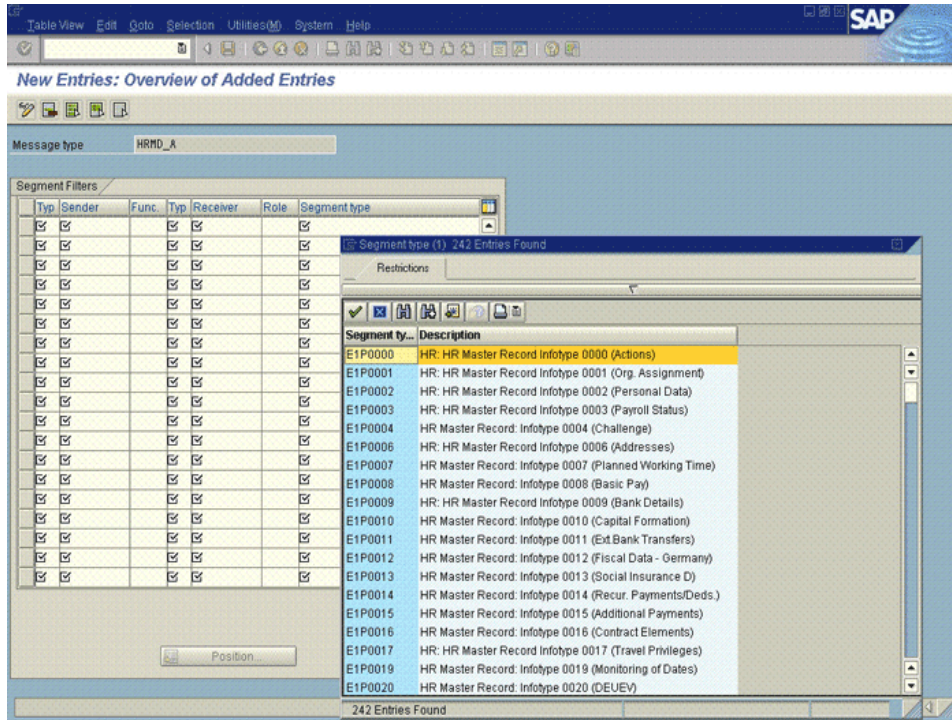 Table View Edit Goto Selection Utilities(M) System Help
SAP
New Entries: Overview of Added Entries
Message type HRMD_A
Segment Filters
Typ Sender Func. Typ Receiver Role Segment type
Segment type (1) 242 Entries Found
Restrictions
Segment ty... Description
E1P0000 HR: HR Master Record Infotype 0000 (Actions)
E1P0001 HR: HR Master Record Infotype 0001 (Org. Assignment)
E1P0002 HR: HR Master Record Infotype 0002 (Personal Data)
E1P0003 HR: HR Master Record Infotype 0003 (Payroll Status)
E1P0004 HR Master Record: Infotype 0004 (Challenge)
E1P0006 HR: HR Master Record Infotype 0006 (Addresses)
E1P0007 HR Master Record: Infotype 0007 (Planned Working Time)
E1P0008 HR Master Record: Infotype 0008 (Basic Pay)
E1P0009 HR: HR Master Record Infotype 0009 (Bank Details)
E1P0010 HR Master Record: Infotype 0010 (Capital Formation)
E1P0011 HR Master Record: Infotype 0011 (Ext.Bank Transfers)
E1P0012 HR Master Record: Infotype 0012 (Fiscal Data - Germany)
E1P0013 HR Master Record: Infotype 0013 (Social Insurance D)
E1P0014 HR Master Record: Infotype 0014 (Recur. Payments/Deds.)
E1P0015 HR Master Record: Infotype 0015 (Additional Payments)
E1P0016 HR Master Record: Infotype 0016 (Contract Elements)
E1P0017 HR: HR Master Record Infotype 0017 (Travel Privileges)
E1P0019 HR Master Record: Infotype 0019 (Monitoring of Dates)
E1P0020 HR Master Record: Infotype 0020 (DEUEV)
Position...
242 Entries Found